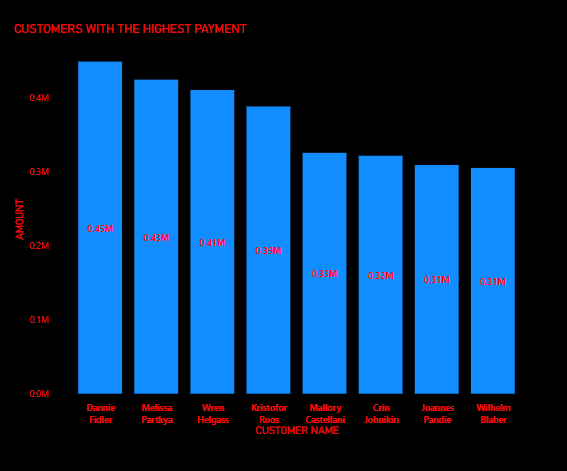 CUSTOMERS WITH THE HIGHEST PAYMENT
0.4M
0.3M
0.2M
0.1M
0.0M
AMOUNT
0.45M
0.43M
0.41M
0.39M
0.33M
0.32M
0.31M
0.31M
Dannie
Fidler
Melissa
Partkya
Wren
Helgass
Kristofor
Roos
Mallory
Castellani
Crin
Johnikin
Joannes
Pandie
Wilhelm
Blaber
CUSTOMER NAME